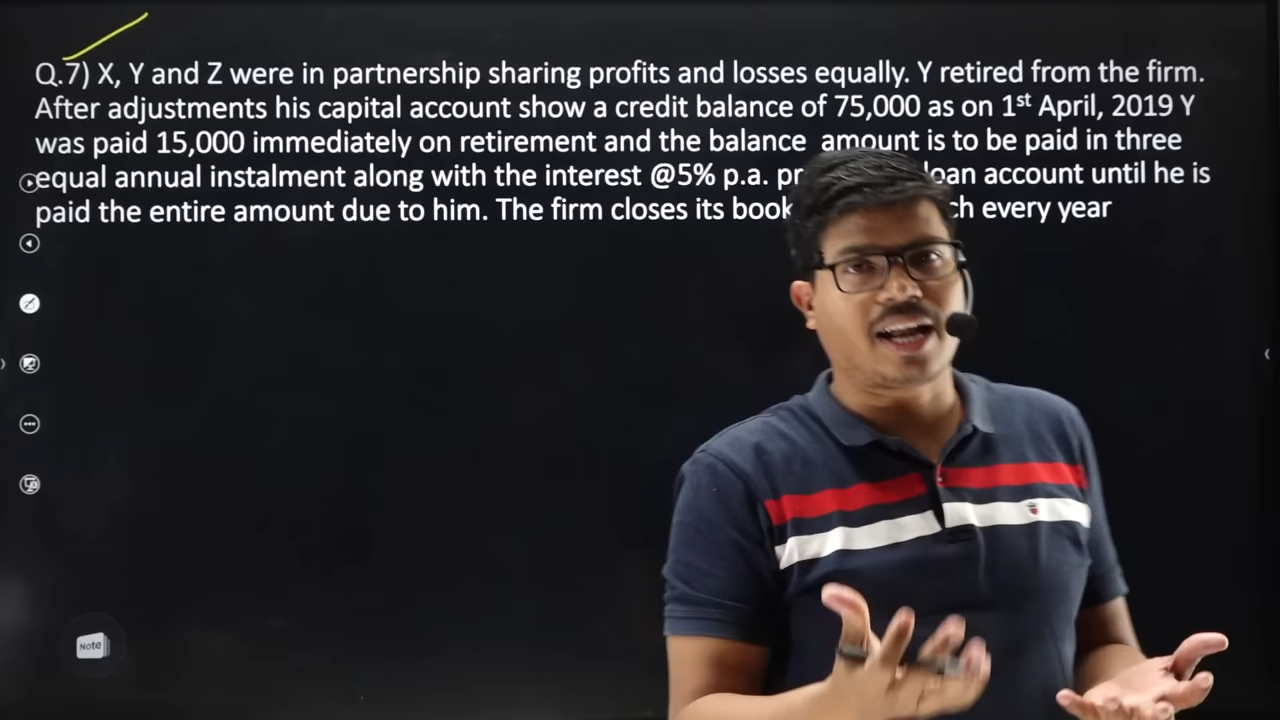 Q.7) X, Y and Z were in partnership sharing profits and losses equally. Y retired from the firm.
After adjustments his capital account show a credit balance of 75,000 as on 1st April, 2019 Y
was paid 15,000 immediately on retirement and the balance amount is to be paid in three
equal annual instalment along with the interest @5% p.a. loan account until he is
paid the entire amount due to him. The firm closes its book every year
Note